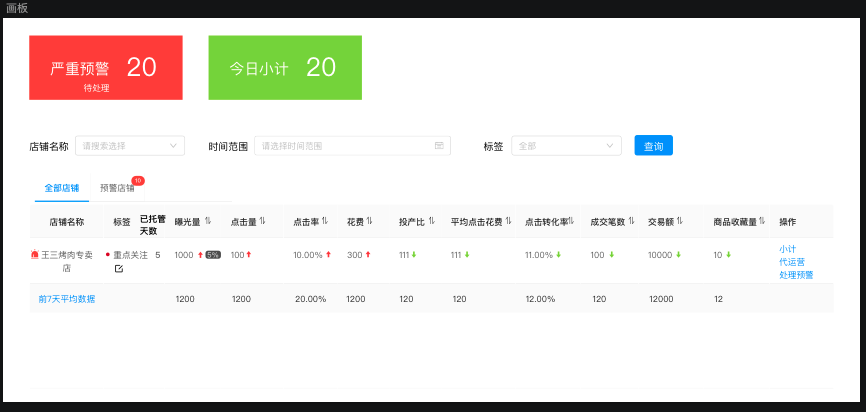 画板
严重预警 20
待处理
今日小计 20
店铺名称 请搜索选择 时间范围 请选择时间范围 标签 全部 查询
全部店铺 预警店铺 10
店铺名称 标签 已托管天数 曝光量 点击量 点击率 花费 投产比 平均点击花费 点击转化率 成交笔数 交易额 商品收藏量 操作
王三烤肉专卖店 重点关注 5 1000 5% 100 10.00% 300 111 111 11.00% 100 10000 10 小计
代运营
处理预警
前7天平均数据 1200 1200 20.00% 1200 120 120 12.00% 120 12000 12